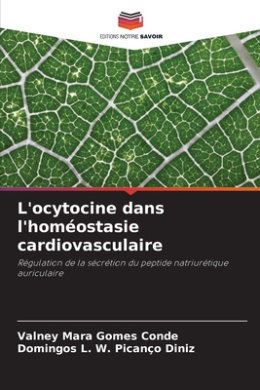 EDITIONS NOTRE SAVOIR
L'ocytocine dans
l'homéostasie
cardiovasculaire
Régulation de la sécrétion du peptide natriurétique
auriculaire
Valney Mara Gomes Conde
Domingos L. W. Picanço Diniz